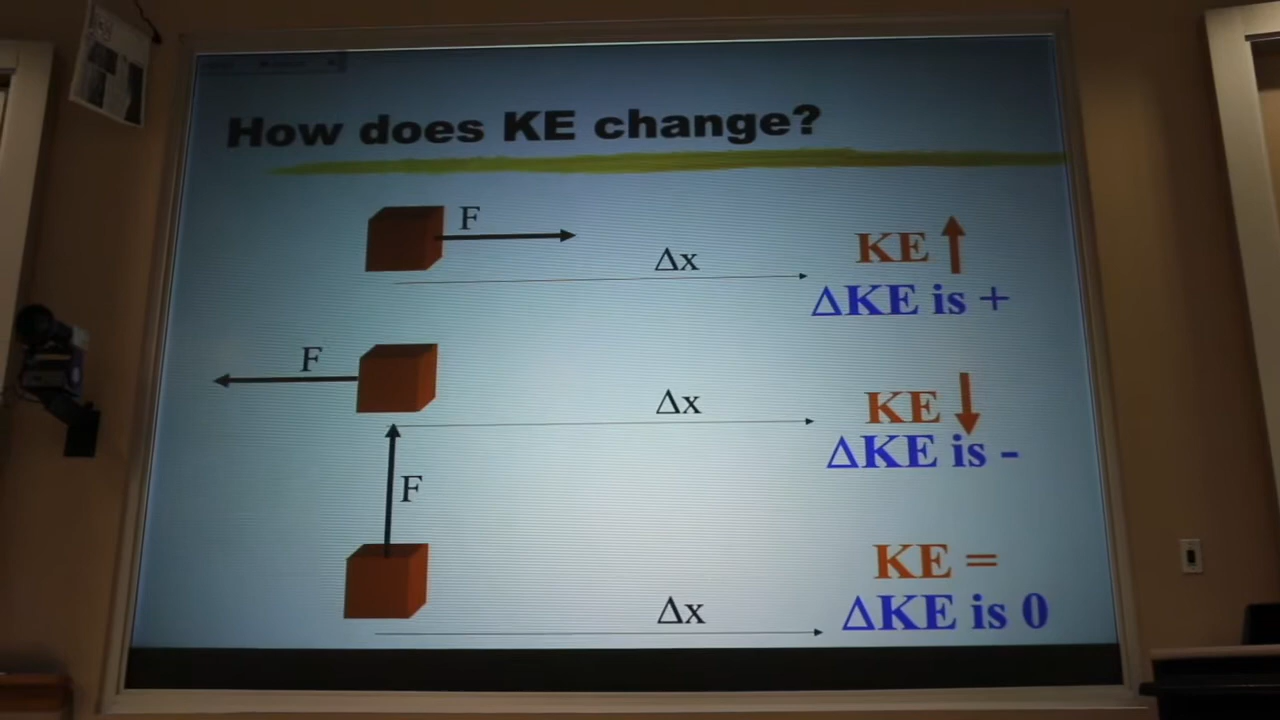 How does KE change?
F
Δx
KE ↑
ΔKE is +
F
Δx
KE ↓
ΔKE is -
F
Δx
KE =
ΔKE is 0